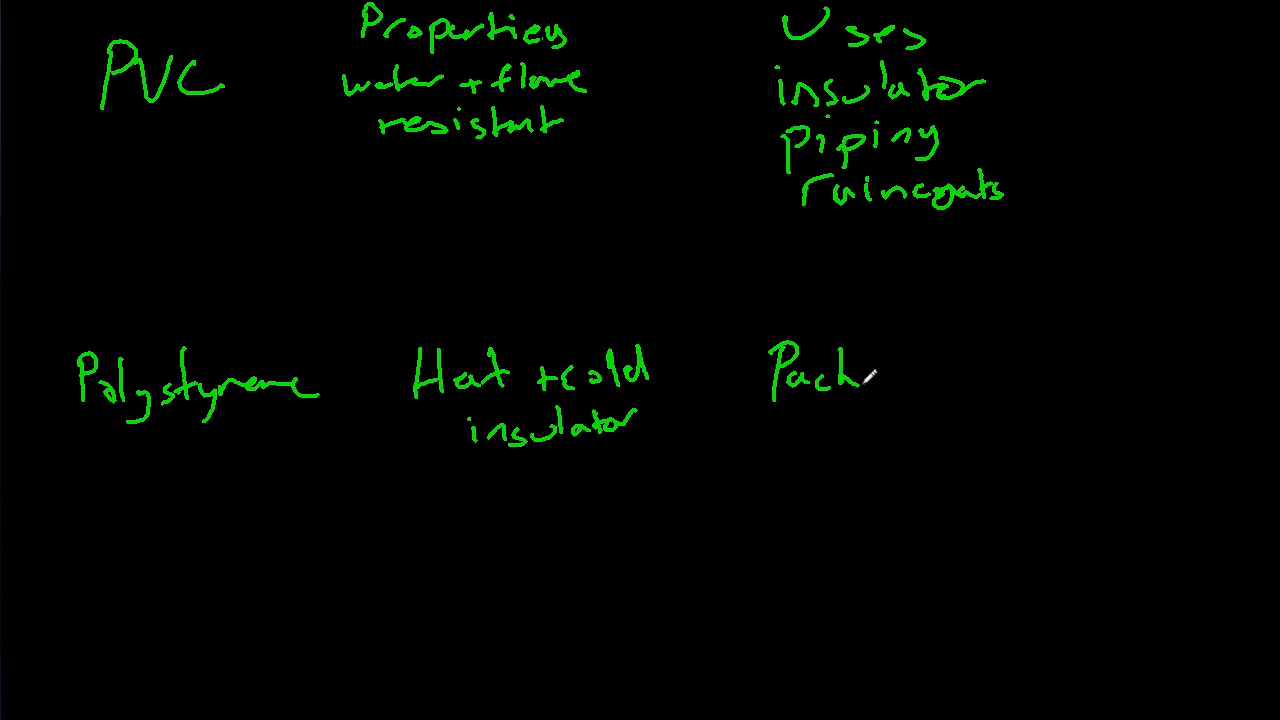 Properties
Uses
PVC
water + flame
resistant
insulator
piping
raincoats
Polystyrene
Heat + cold
insulator
Pack